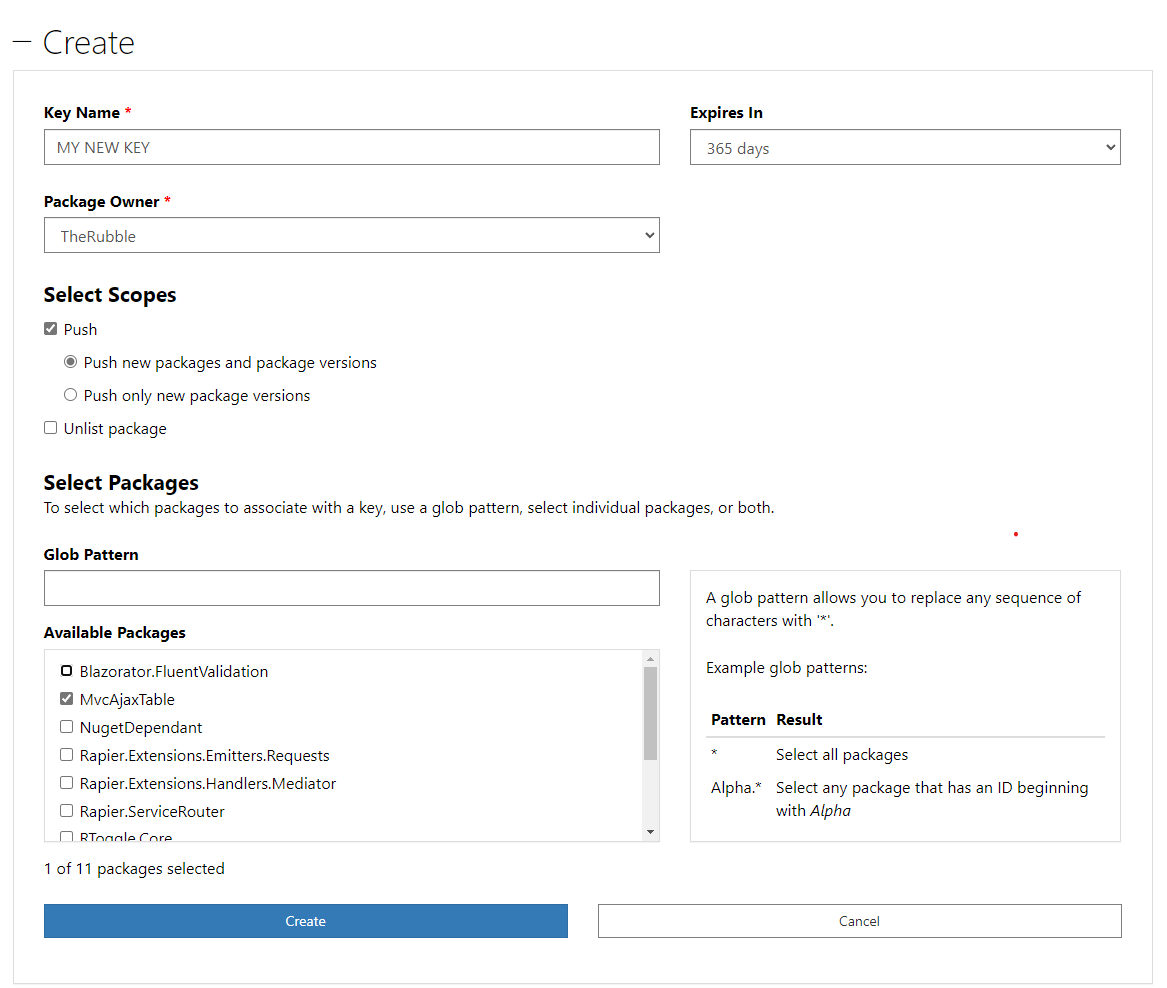 Create
Key Name *
Expires In
MY NEW KEY
365 days
Package Owner *
TheRubble
Select Scopes
Push
Push new packages and package versions
Push only new package versions
Unlist package
Select Packages
To select which packages to associate with a key, use a glob pattern, select individual packages, or both.
Glob Pattern
Available Packages
Blazorator.FluentValidation
MvcAjaxTable
NugetDependant
Rapier.Extensions.Emitters.Requests
Rapier.Extensions.Handlers.Mediator
Rapier.ServiceRouter
RToggle.Core
1 of 11 packages selected
A glob pattern allows you to replace any sequence of
characters with '*'.
Example glob patterns:
Pattern Result
* Select all packages
Alpha.* Select any package that has an ID beginning
with Alpha
Create
Cancel